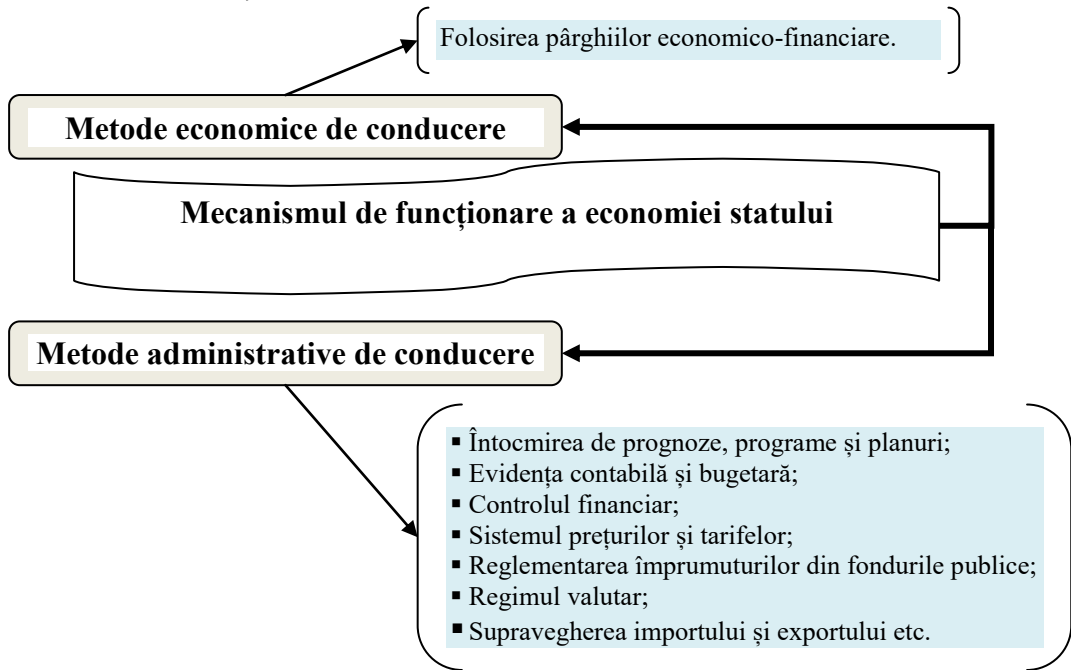 Folosirea pârghiilor economico-financiare.
Metode economice de conducere
Mecanismul de funcționare a economiei statului
Metode administrative de conducere
▪ Întocmirea de prognoze, programe și planuri;
▪ Evidența contabilă și bugetară;
▪ Controlul financiar;
▪ Sistemul prețurilor și tarifelor;
▪ Reglementarea împrumuturilor din fondurile publice;
▪ Regimul valutar;
▪ Supravegherea importului și exportului etc.